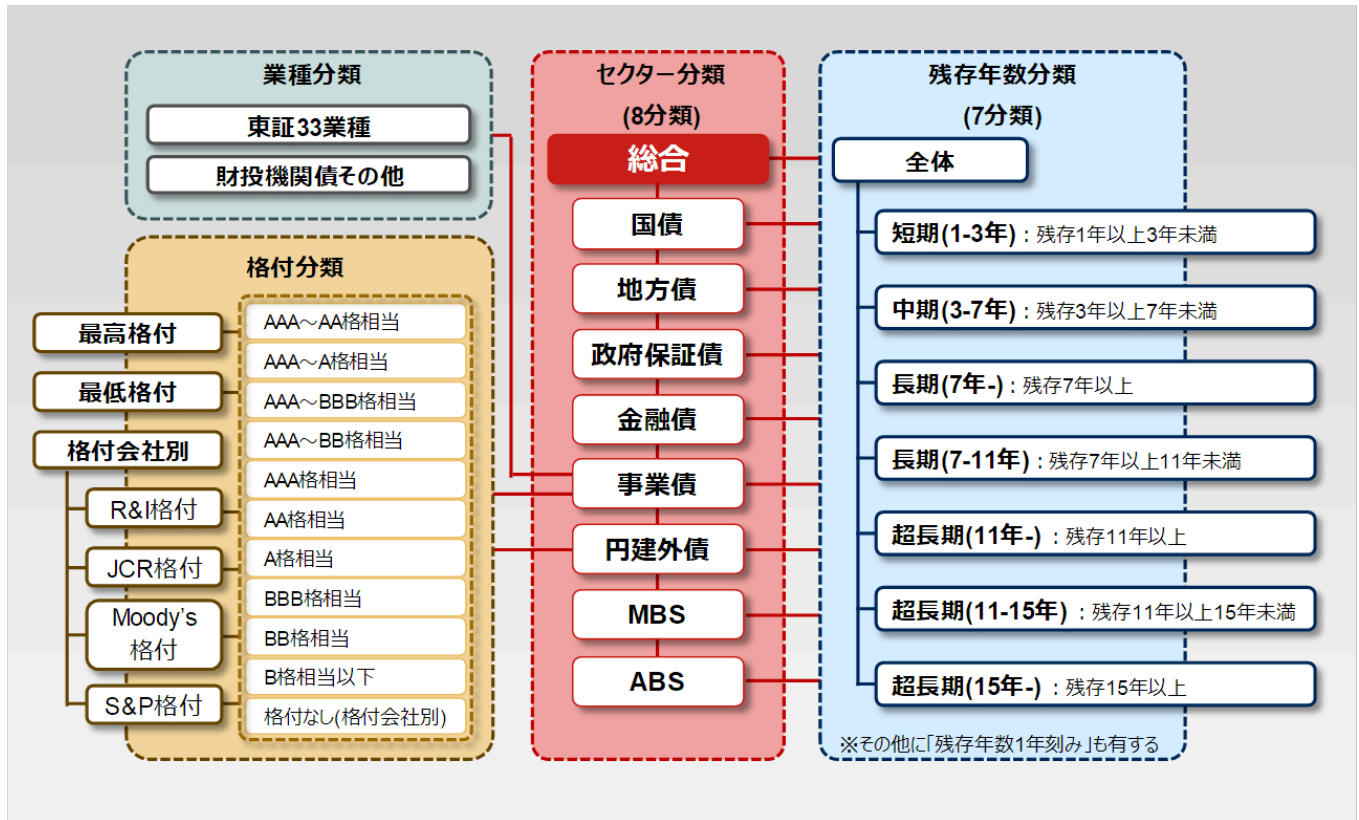 業種分類
東証33業種
財投機関債その他
格付分類
最高格付
最低格付
格付会社別
R&I格付
JCR格付
Moody's
格付
S&P格付
AAA～AA格相当
AAA～A格相当
AAA～BBB格相当
AAA～BB格相当
AAA格相当
AA格相当
A格相当
BBB格相当
BB格相当
B格相当以下
格付なし(格付会社別)
セクター分類
(8分類)
総合
国債
地方債
政府保証債
金融債
事業債
円建外債
MBS
ABS
残存年数分類
(7分類)
全体
短期(1-3年)：残存1年以上3年未満
中期(3-7年)：残存3年以上7年未満
長期(7年-)：残存7年以上
長期(7-11年)：残存7年以上11年未満
超長期(11年-)：残存11年以上
超長期(11-15年)：残存11年以上15年未満
超長期(15年-)：残存15年以上
※その他に「残存年数1年刻み」も有する